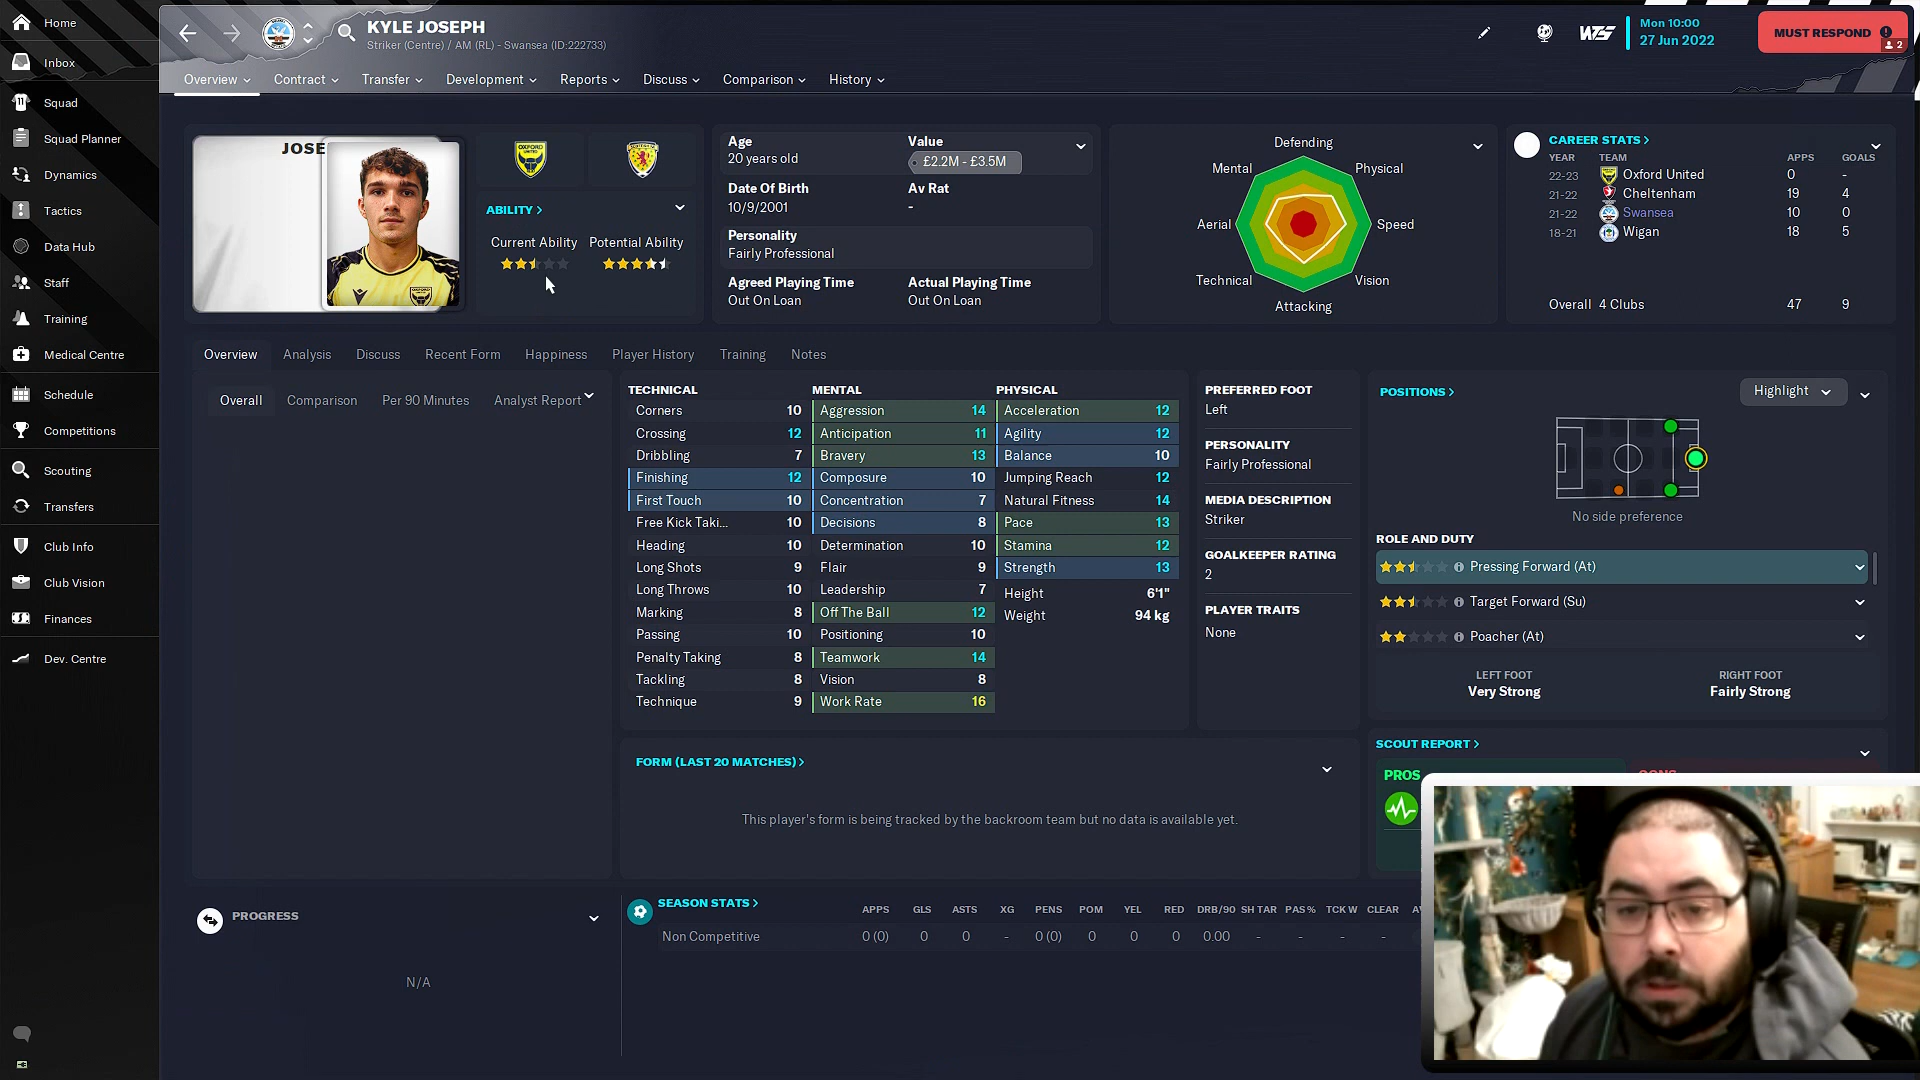 Home
Inbox
Squad
Squad Planner
Dynamics
Tactics
Data Hub
Staff
Training
Medical Centre
Schedule
Competitions
Scouting
Transfers
Club Info
Club Vision
Finances
Dev. Centre
KYLE JOSEPH
Striker (Centre) / AM (RL) - Swansea (ID:222733)
Mon 10:00
27 Jun 2022
MUST RESPOND
2
Overview Contract Transfer Development Reports Discuss Comparison History
JOSE
ABILITY >
Current Ability Potential Ability
Age
20 years old
Value
£2.2M - £3.5M
Date Of Birth
10/9/2001
Av Rat
-
Personality
Fairly Professional
Agreed Playing Time
Out On Loan
Actual Playing Time
Out On Loan
Defending
Mental Physical
Aerial Speed
Technical Vision
Attacking
CAREER STATS >
YEAR TEAM APPS GOALS
22-23 Oxford United 0 -
21-22 Cheltenham 19 4
21-22 Swansea 10 0
18-21 Wigan 18 5
Overall 4 Clubs 47 9
Overview Analysis Discuss Recent Form Happiness Player History Training Notes
Overall Comparison Per 90 Minutes Analyst Report
TECHNICAL
Corners 10
Crossing 12
Dribbling 7
Finishing 12
First Touch 10
Free Kick Taki... 10
Heading 10
Long Shots 9
Long Throws 10
Marking 8
Passing 10
Penalty Taking 8
Tackling 8
Technique 9
MENTAL
Aggression 14
Anticipation 11
Bravery 13
Composure 10
Concentration 7
Decisions 8
Determination 10
Flair 9
Leadership 7
Off The Ball 12
Positioning 10
Teamwork 14
Vision 8
Work Rate 16
PHYSICAL
Acceleration 12
Agility 12
Balance 10
Jumping Reach 12
Natural Fitness 14
Pace 13
Stamina 12
Strength 13
Height 6'1"
Weight 94 kg
PREFERRED FOOT
Left
PERSONALITY
Fairly Professional
MEDIA DESCRIPTION
Striker
GOALKEEPER RATING
2
PLAYER TRAITS
None
POSITIONS >
Highlight
No side preference
ROLE AND DUTY
Pressing Forward (At)
Target Forward (Su)
Poacher (At)
LEFT FOOT
Very Strong
RIGHT FOOT
Fairly Strong
SCOUT REPORT >
PROS
FORM (LAST 20 MATCHES) >
This player's form is being tracked by the backroom team but no data is available yet.
PROGRESS
N/A
SEASON STATS >
APPS GLS ASTS XG PENS POM YEL RED DRB/90 SH TAR PAS % TCK W CLEAR
Non Competitive 0 (0) 0 0 - 0 (0) 0 0 0 0.00 - - - -